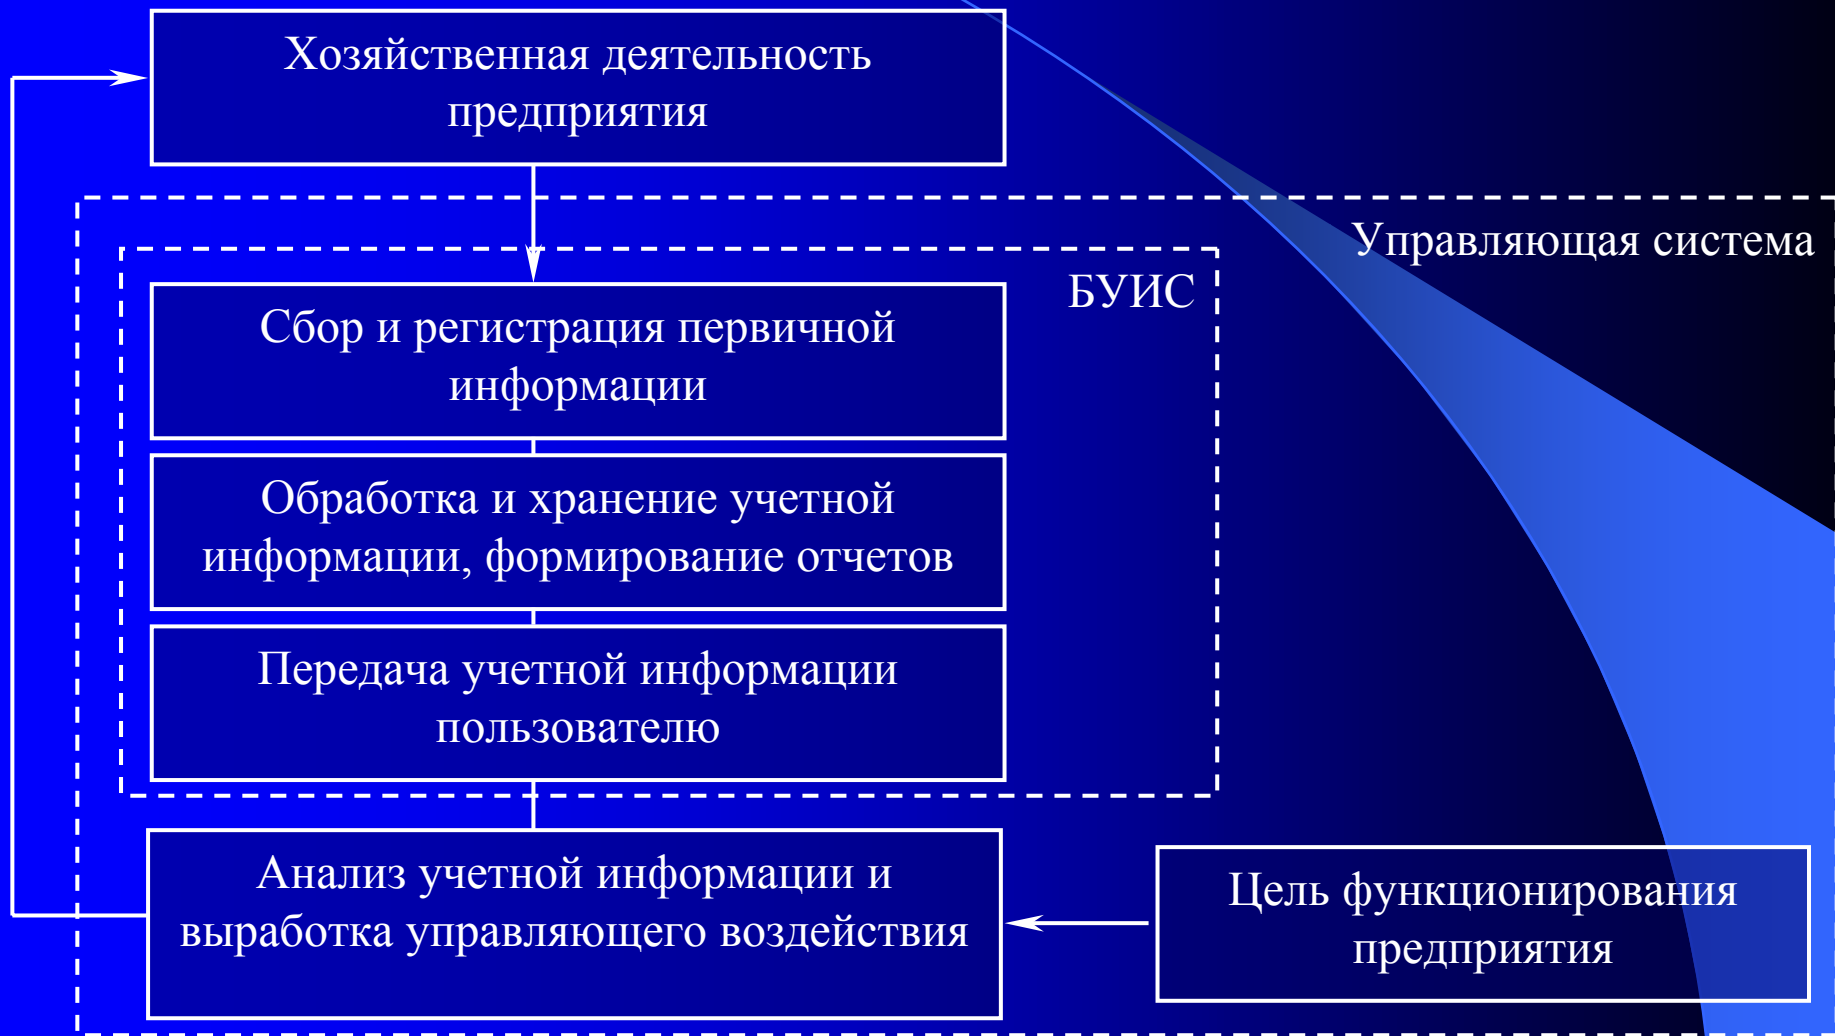 Хозяйственная деятельность
предприятия
Управляющая система
БУИС
Сбор и регистрация первичной
информации
Обработка и хранение учетной
информации, формирование отчетов
Передача учетной информации
пользователю
Анализ учетной информации и
выработка управляющего воздействия
Цель функционирования
предприятия